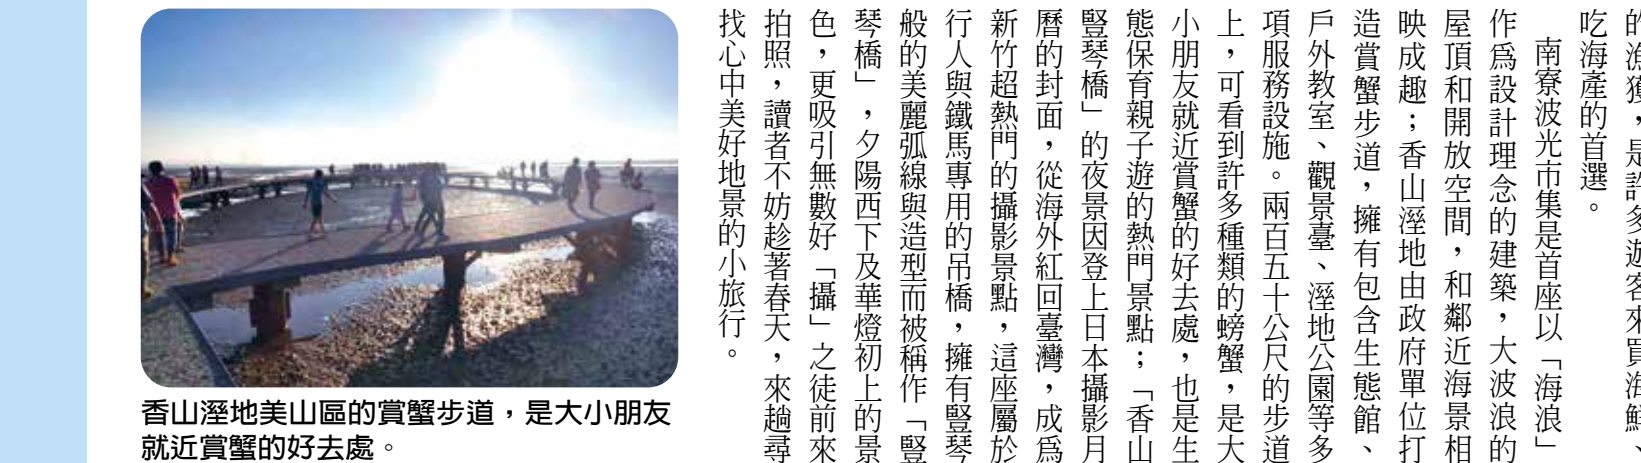 的漁獲，是許多遊客來買海鮮、
吃海產的首選。
南寮波光市集是首座以「海浪」
作為設計理念的建築，大波浪的
屋頂和開放空間，和鄰近海景相
映成趣；香山溼地由政府單位打
造賞蟹步道，擁有包含生態館、
戶外教室、觀景臺、溼地公園等多
項服務設施。兩百五十公尺的步道
上，可看到許多種類的螃蟹，是大
小朋友就近賞蟹的好去處，也是生
態保育親子遊的熱門景點；「香山
豎琴橋」的夜景因登上日本攝影月
曆的封面，從海外紅回臺灣，成為
新竹超熱門的攝影景點，這座屬於
行人與鐵馬專用的吊橋，擁有豎琴
般的美麗弧線與造型而被稱作「豎
琴橋」，夕陽西下及華燈初上的景
色，更吸引無數好「攝」之徒前來
拍照，讀者不妨趁著春天，來趟尋
找心中美好地景的小旅行。
香山溼地美山區的賞蟹步道，是大小朋友
就近賞蟹的好去處。